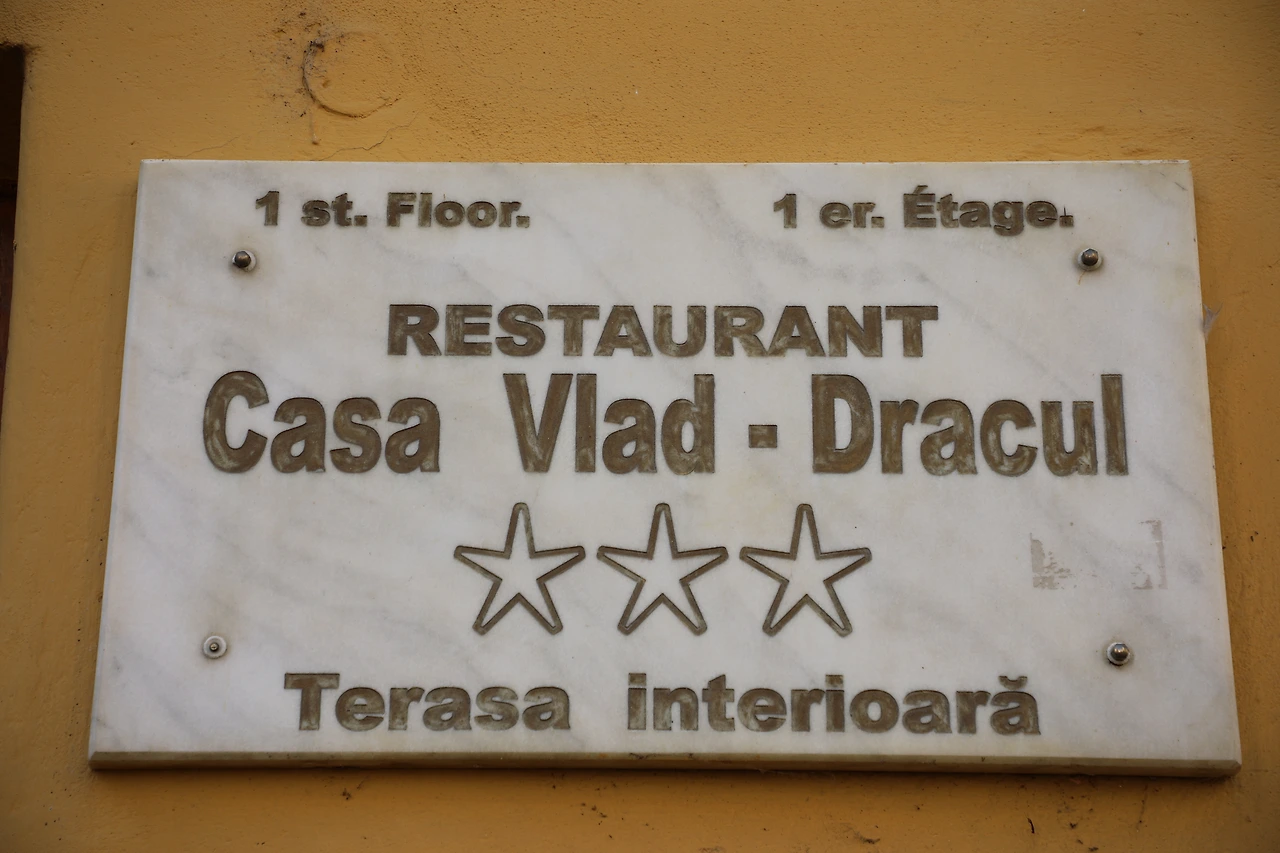 1 st. Floor. 1 er. Étage.
RESTAURANT
Casa Vlad - Dracul
Terasa interioară